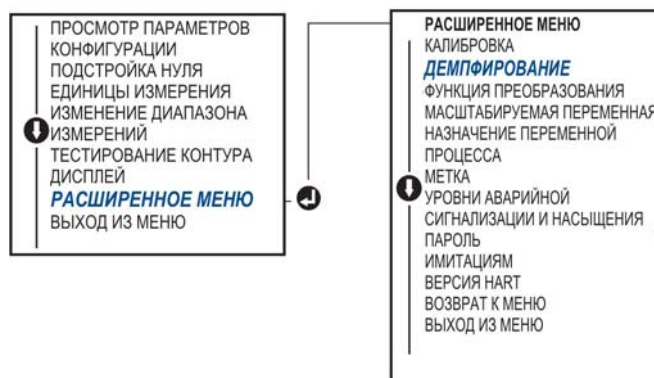 ПРОСМОТР ПАРАМЕТРОВ
КОНФИГУРАЦИИ
ПОДСТРОЙКА НУЛЯ
ЕДИНИЦЫ ИЗМЕРЕНИЯ
ИЗМЕНЕНИЕ ДИАПАЗОНА
ИЗМЕРЕНИЙ
ТЕСТИРОВАНИЕ КОНТУРА
ДИСПЛЕЙ
РАСШИРЕННОЕ МЕНЮ
ВЫХОД ИЗ МЕНЮ
РАСШИРЕННОЕ МЕНЮ
КАЛИБРОВКА
ДЕМПФИРОВАНИЕ
ФУНКЦИЯ ПРЕОБРАЗОВАНИЯ
МАСШТАБИРУЕМАЯ ПЕРЕМЕННАЯ
НАЗНАЧЕНИЕ ПЕРЕМЕННОЙ
ПРОЦЕССА
МЕТКА
УРОВНИ АВАРИЙНОЙ
СИГНАЛИЗАЦИИ И НАСЫЩЕНИЯ
ПАРОЛЬ
ИМИТАЦИЯМ
ВЕРСИЯ HART
ВОЗВРАТ К МЕНЮ
ВЫХОД ИЗ МЕНЮ